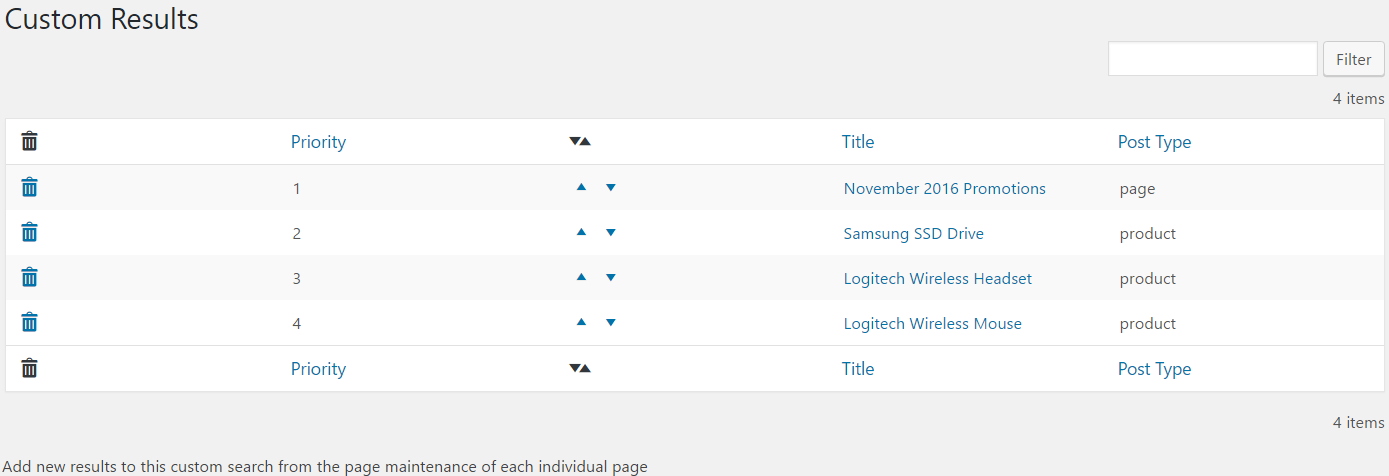 Custom Results
Filter
4 items
Priority Title Post Type
1 November 2016 Promotions page
2 Samsung SSD Drive product
3 Logitech Wireless Headset product
4 Logitech Wireless Mouse product
Priority Title Post Type
4 items
Add new results to this custom search from the page maintenance of each individual page